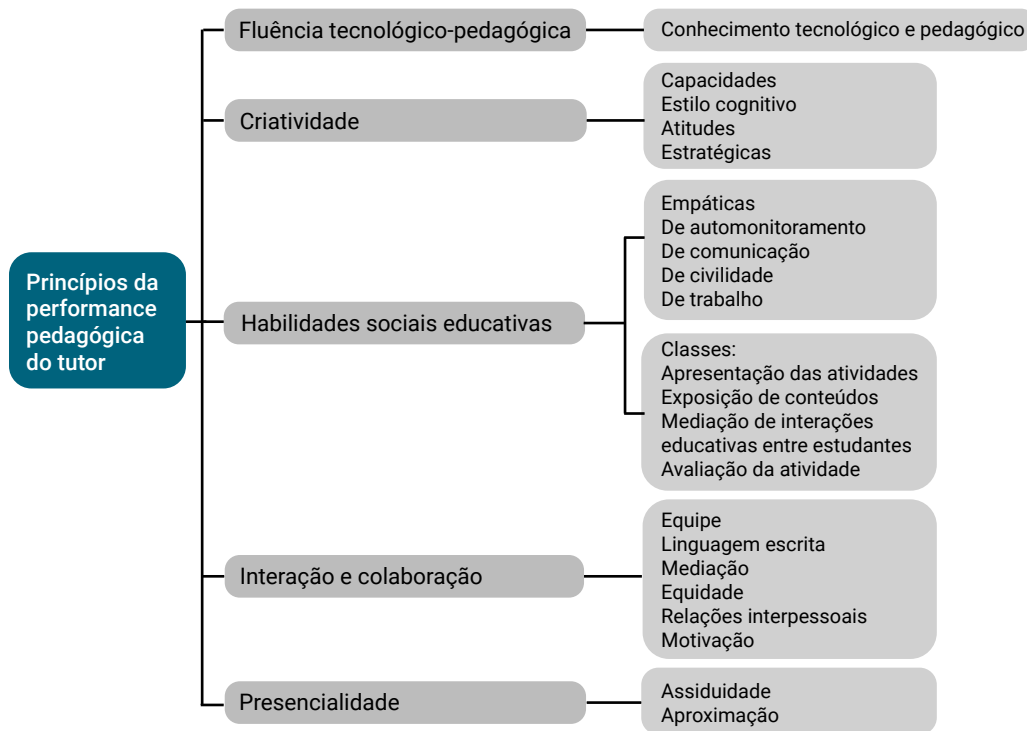 Princípios da
performance
pedagógica
do tutor
Fluência tecnológico-pedagógica
Conhecimento tecnológico e pedagógico
Criatividade
Capacidades
Estilo cognitivo
Atitudes
Estratégicas
Habilidades sociais educativas
Empáticas
De automonitoramento
De comunicação
De civilidade
De trabalho
Classes:
Apresentação das atividades
Exposição de conteúdos
Mediação de interações
educativas entre estudantes
Avaliação da atividade
Interação e colaboração
Equipe
Linguagem escrita
Mediação
Equidade
Relações interpessoais
Motivação
Presencialidade
Assiduidade
Aproximação